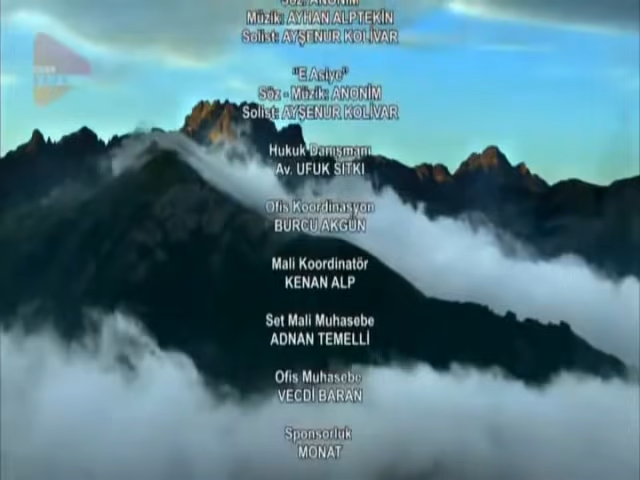 Söz: ANONİM
Müzik: AYHAN ALPTEKİN
Solist: AYŞENUR KOLİVAR
"E Asiye"
Söz - Müzik: ANONİM
Solist: AYŞENUR KOLİVAR
Hukuk Danışmanı
Av. UFUK SITKI
Ofis Koordinasyon
BURCU AKGÜN
Mali Koordinatör
KENAN ALP
Set Mali Muhasebe
ADNAN TEMELLİ
Ofis Muhasebe
VECDİ BARAN
Sponsorluk
MONAT